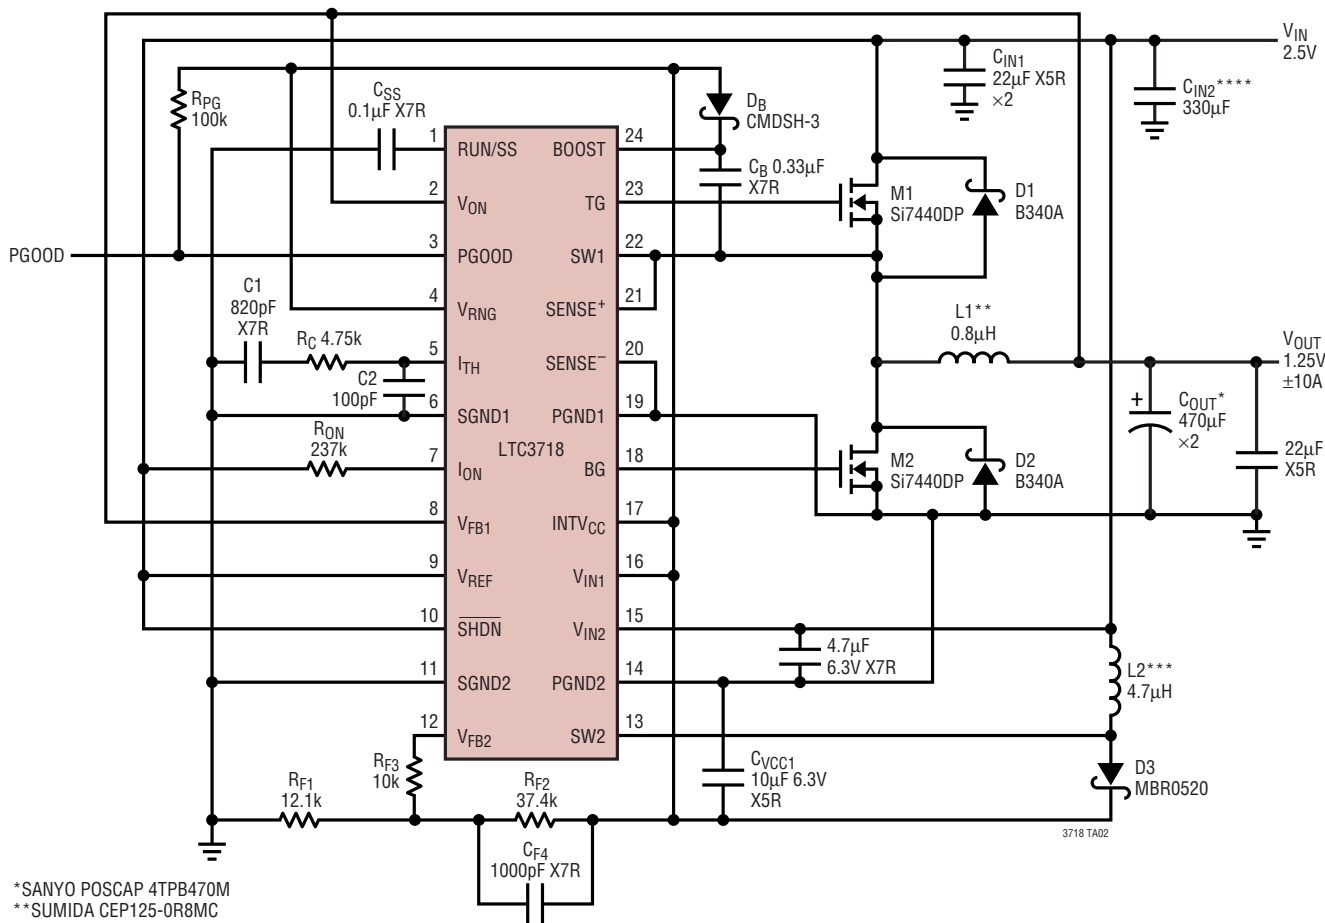 V_IN
2.5V
C_IN1
22µF X5R
×2
C_IN2****
330µF
R_PG
100k
C_SS
0.1µF X7R
D_B
CMDSH-3
1
RUN/SS
BOOST
24
C_B 0.33µF
X7R
2
V_ON
TG
23
M1
Si7440DP
D1
B340A
PGOOD
3
PGOOD
SW1
22
C1
820pF
X7R
4
V_RNG
SENSE+
21
L1**
0.8µH
R_C 4.75k
5
I_TH
SENSE−
20
V_OUT
1.25V
±10A
C2
100pF
6
SGND1
PGND1
19
+
C_OUT*
470µF
×2
R_ON
237k
LTC3718
7
I_ON
BG
18
M2
Si7440DP
D2
B340A
22µF
X5R
8
V_FB1
INTV_CC
17
9
V_REF
V_IN1
16
10
SHDN
V_IN2
15
4.7µF
6.3V X7R
L2***
4.7µH
11
SGND2
PGND2
14
12
V_FB2
SW2
13
R_F3
10k
C_VCC1
10µF 6.3V
X5R
D3
MBR0520
R_F1
12.1k
R_F2
37.4k
3718 TA02
C_F4
1000pF X7R
*SANYO POSCAP 4TPB470M
**SUMIDA CEP125-0R8MC